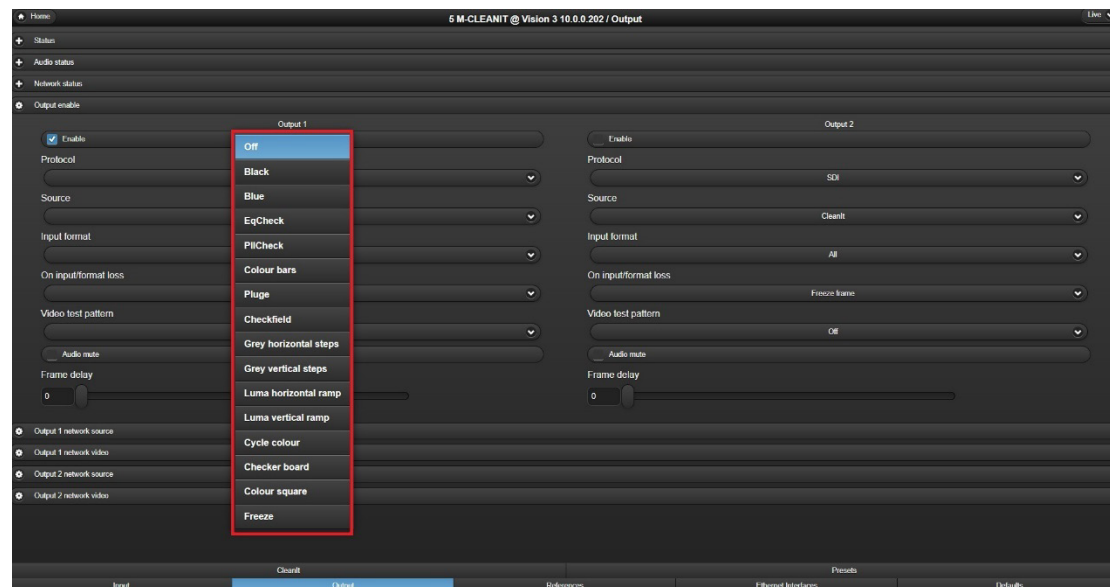 Home
5 M-CLEANIT @ Vision 3 10.0.0.202 / Output
Live
Status
Audio status
Network status
Output enable
Output 1
Output 2
Enable
Enable
Protocol
Protocol
SDI
Source
Source
CleanIt
Input format
Input format
All
On input/format loss
On input/format loss
Freeze frame
Video test pattern
Video test pattern
Off
Audio mute
Audio mute
Frame delay
Frame delay
0
0
Off
Black
Blue
EqCheck
PllCheck
Colour bars
Pluge
Checkfield
Grey horizontal steps
Grey vertical steps
Luma horizontal ramp
Luma vertical ramp
Cycle colour
Checker board
Colour square
Freeze
Output 1 network source
Output 1 network video
Output 2 network source
Output 2 network video
CleanIt
Presets
Input
Output
References
Ethernet Interfaces
Defaults